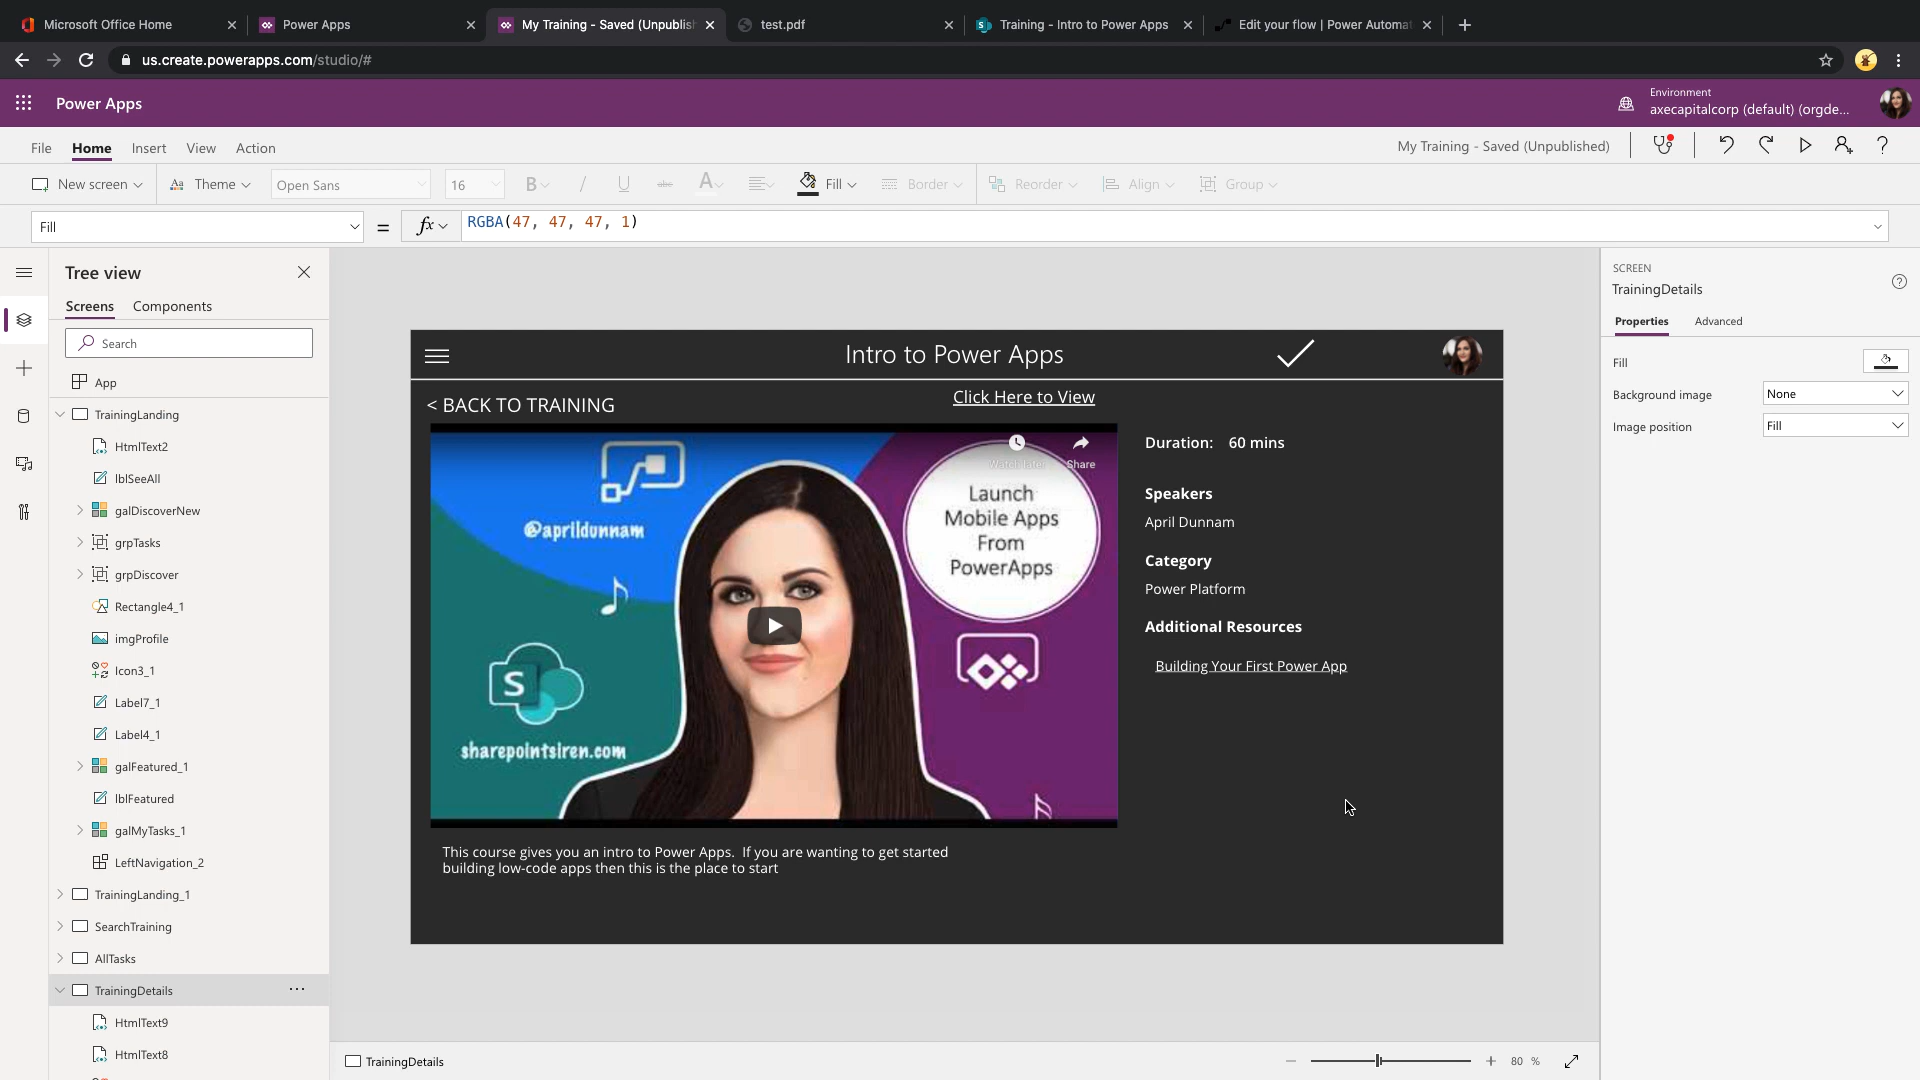 Microsoft Office Home
Power Apps
My Training - Saved (Unpublish
test.pdf
Training - Intro to Power Apps
Edit your flow | Power Automat
us.create.powerapps.com/studio/#
Power Apps
Environment
axecapitalcorp (default) (orgde...
File
Home
Insert
View
Action
My Training - Saved (Unpublished)
New screen
Theme
Open Sans
16
B
/
U
abc
A
Fill
Border
Reorder
Align
Group
Fill
=
fx
RGBA(47, 47, 47, 1)
Tree view
Screens
Components
Search
App
TrainingLanding
HtmlText2
lblSeeAll
galDiscoverNew
grpTasks
grpDiscover
Rectangle4_1
imgProfile
Icon3_1
Label7_1
Label4_1
galFeatured_1
lblFeatured
galMyTasks_1
LeftNavigation_2
TrainingLanding_1
SearchTraining
AllTasks
TrainingDetails
HtmlText9
HtmlText8
Intro to Power Apps
< BACK TO TRAINING
Click Here to View
Watch later
Share
@aprildunnam
Launch
Mobile Apps
From
PowerApps
S
sharepointsiren.com
This course gives you an intro to Power Apps.  If you are wanting to get started
building low-code apps then this is the place to start
Duration: 60 mins
Speakers
April Dunnam
Category
Power Platform
Additional Resources
Building Your First Power App
SCREEN
TrainingDetails
Properties
Advanced
Fill
Background image
None
Image position
Fill
TrainingDetails
80 %